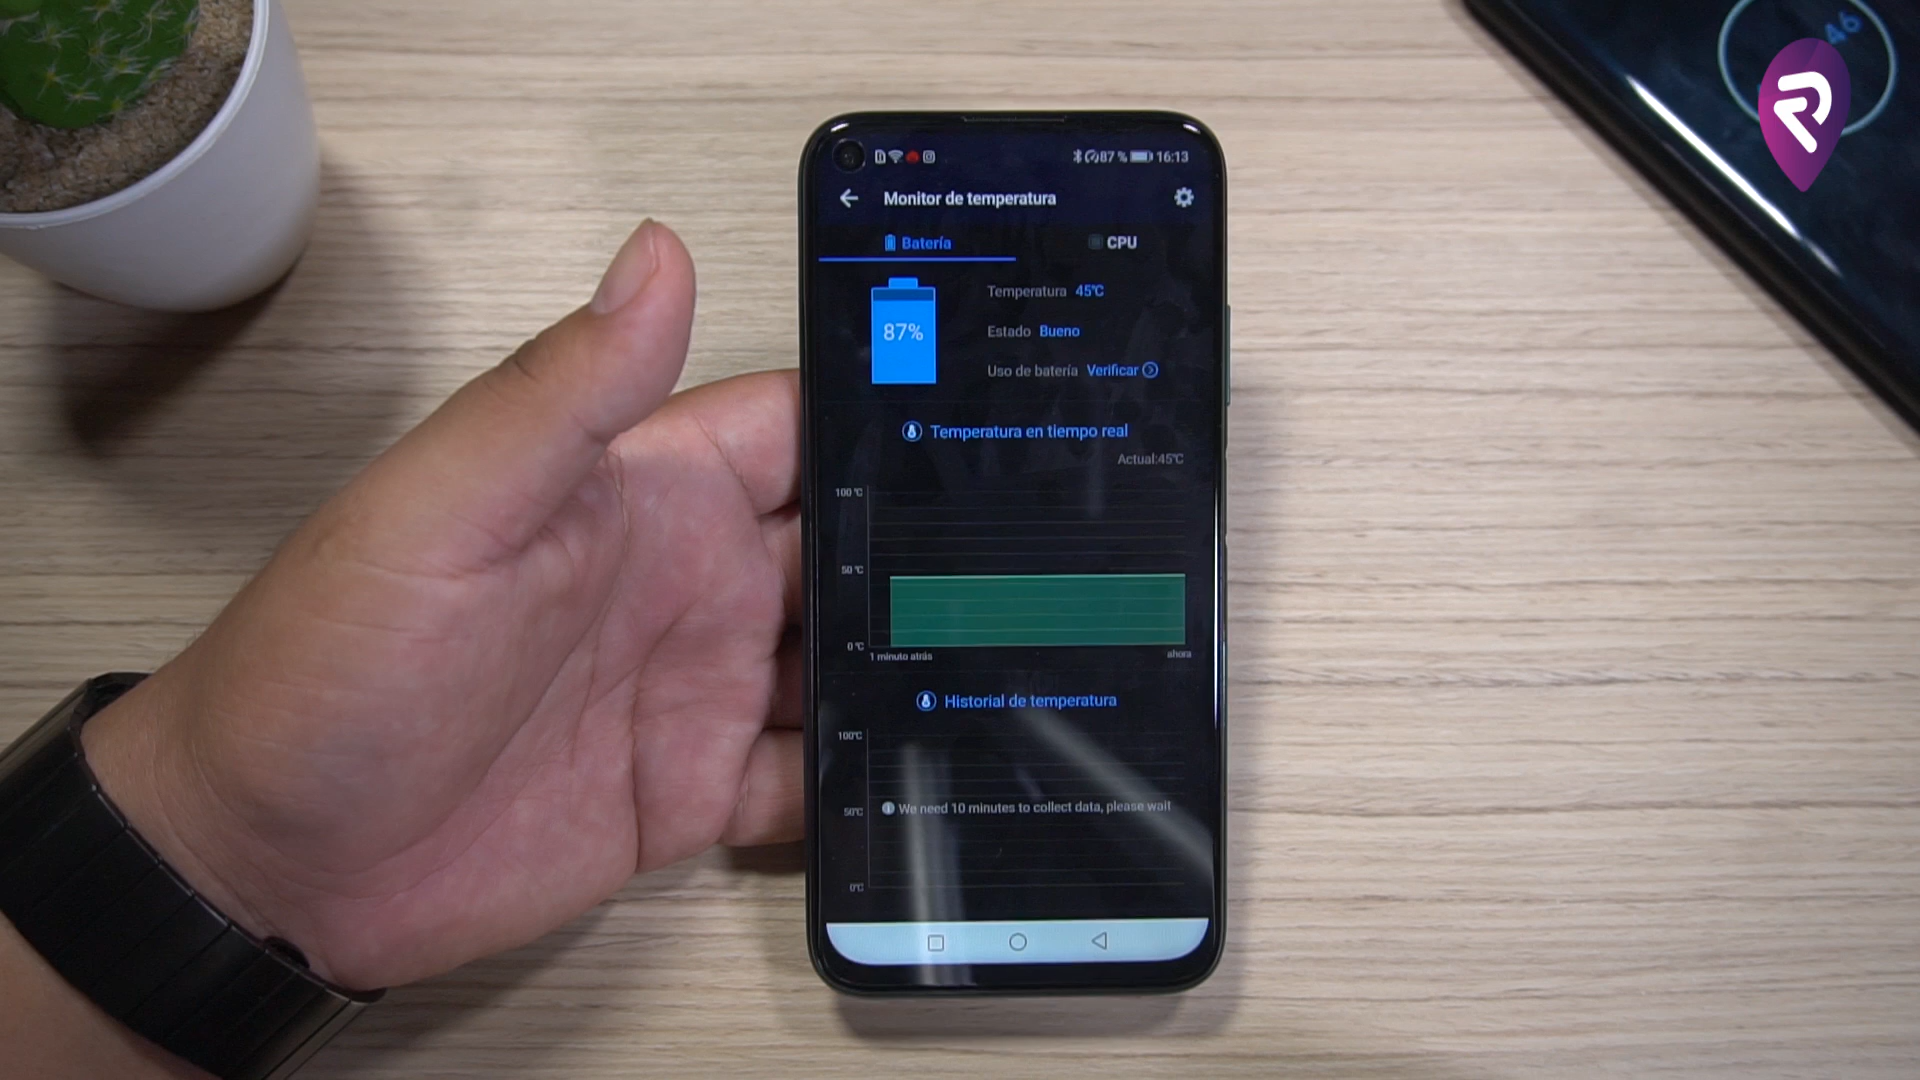 46
87 % 16:13
Monitor de temperatura
Batería CPU
87%
Temperatura 45°C
Estado Bueno
Uso de batería Verificar
Temperatura en tiempo real
Actual:45°C
100 °C
50 °C
0 °C
1 minuto atrás ahora
Historial de temperatura
100°C
50°C
We need 10 minutes to collect data, please wait
0°C